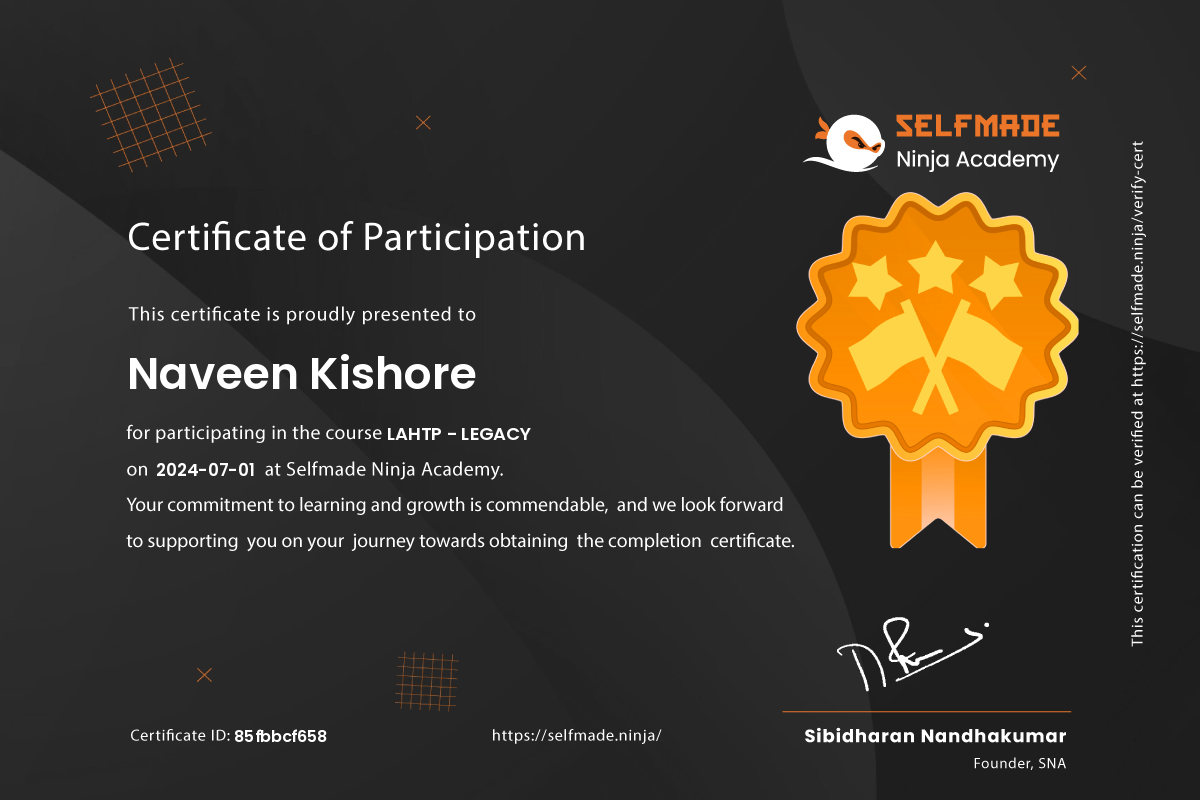 SELFMADE
Ninja Academy
Certificate of Participation
This certificate is proudly presented to
Naveen Kishore
for participating in the course LAHTP - LEGACY
on 2024-07-01 at Selfmade Ninja Academy.
Your commitment to learning and growth is commendable, and we look forward
to supporting you on your journey towards obtaining the completion certificate.
Certificate ID: 85fbbcf658
https://selfmade.ninja/
Sibidharan Nandhakumar
Founder, SNA
This certification can be verified at https://selfmade.ninja/verify-cert